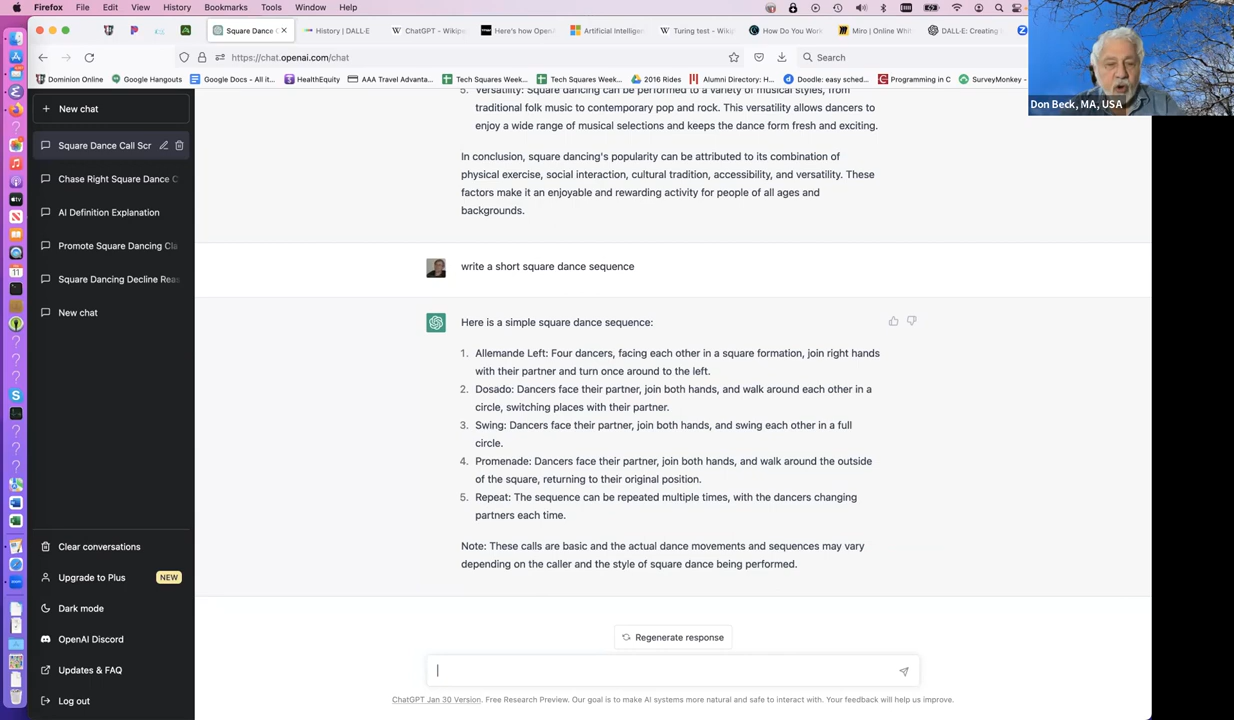 Firefox File Edit View History Bookmarks Tools Window Help
Square Dance C History | DALL·E ChatGPT - Wikipe Here's how OpenA Artificial Intelligenc Turing test - Wikip How Do You Work Miro | Online Whit DALL·E: Creating I
https://chat.openai.com/chat Search
Dominion Online Google Hangouts Google Docs - All it... HealthEquity AAA Travel Advanta... Tech Squares Week... Tech Squares Week... 2016 Rides Alumni Directory: H... Doodle: easy sched... Programming in C SurveyMonkey -
Don Beck, MA, USA
New chat
Square Dance Call Scr
Chase Right Square Dance C
AI Definition Explanation
Promote Square Dancing Cla
Square Dancing Decline Reas
New chat
5. Versatility: Square dancing can be performed to a variety of musical styles, from
traditional folk music to contemporary pop and rock. This versatility allows dancers to
enjoy a wide range of musical selections and keeps the dance form fresh and exciting.
In conclusion, square dancing's popularity can be attributed to its combination of
physical exercise, social interaction, cultural tradition, accessibility, and versatility. These
factors make it an enjoyable and rewarding activity for people of all ages and
backgrounds.
write a short square dance sequence
Here is a simple square dance sequence:
1. Allemande Left: Four dancers, facing each other in a square formation, join right hands
with their partner and turn once around to the left.
2. Dosado: Dancers face their partner, join both hands, and walk around each other in a
circle, switching places with their partner.
3. Swing: Dancers face their partner, join both hands, and swing each other in a full
circle.
4. Promenade: Dancers face their partner, join both hands, and walk around the outside
of the square, returning to their original position.
5. Repeat: The sequence can be repeated multiple times, with the dancers changing
partners each time.
Note: These calls are basic and the actual dance movements and sequences may vary
depending on the caller and the style of square dance being performed.
Clear conversations
Upgrade to Plus NEW
Dark mode
OpenAI Discord
Updates & FAQ
Log out
Regenerate response
ChatGPT Jan 30 Version. Free Research Preview. Our goal is to make AI systems more natural and safe to interact with. Your feedback will help us improve.